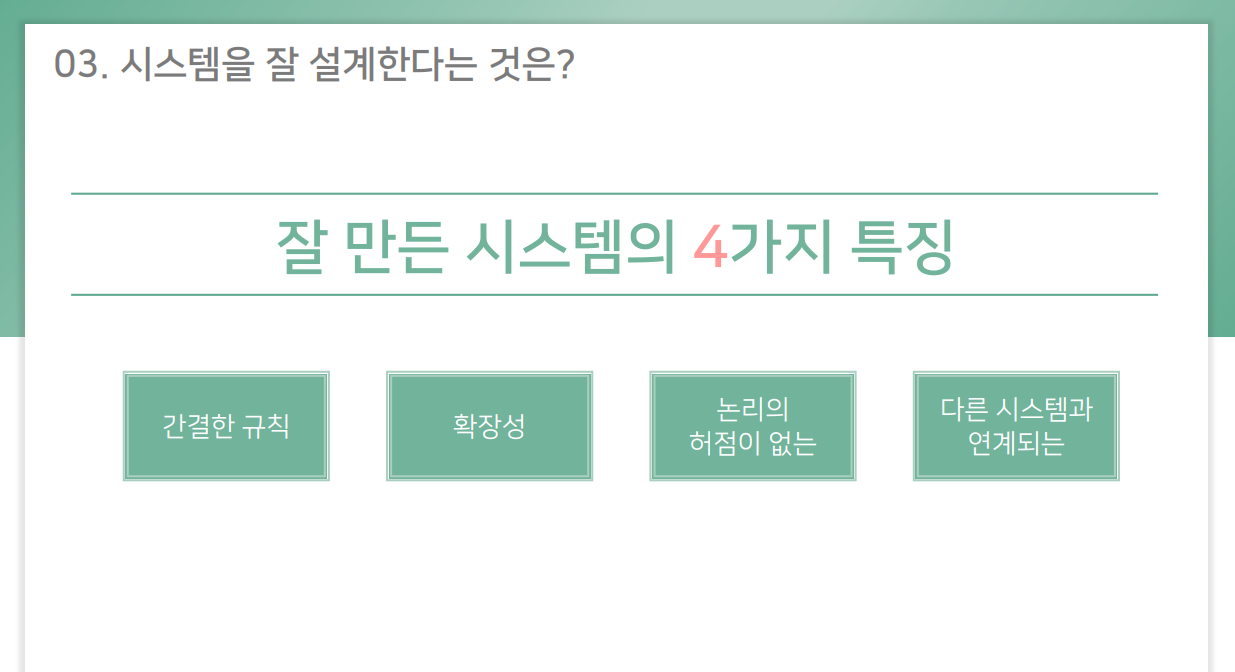 03. 시스템을 잘 설계한다는 것은?
잘 만든 시스템의 4가지 특징
간결한 규칙
확장성
논리의
허점이 없는
다른 시스템과
연계되는